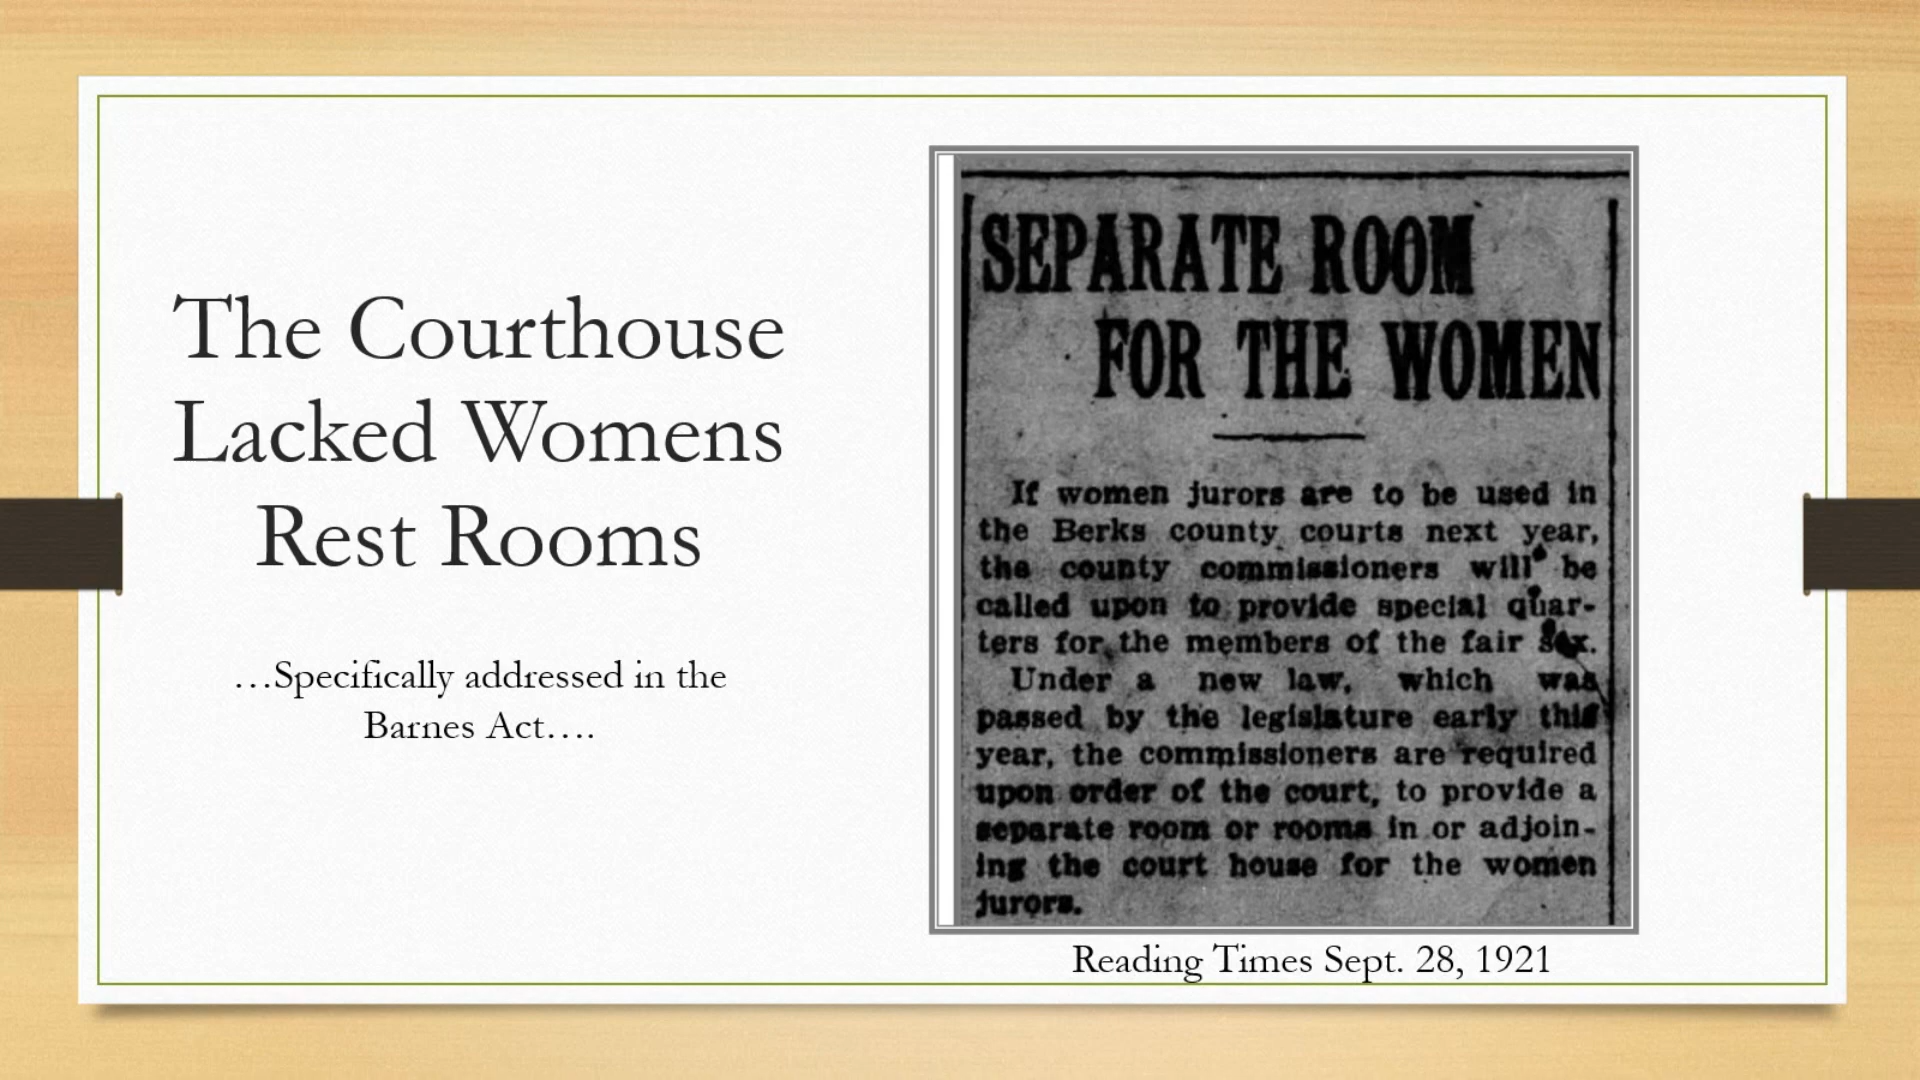 The Courthouse
Lacked Womens
Rest Rooms
…Specifically addressed in the
Barnes Act….
SEPARATE ROOM
FOR THE WOMEN
If women jurors are to be used in
the Berks county courts next year,
the county commissioners will be
called upon to provide special quar-
ters for the members of the fair sex.
Under a new law, which was
passed by the legislature early this
year, the commissioners are required
upon order of the court, to provide a
separate room or rooms in or adjoin-
ing the court house for the women
jurors.
Reading Times Sept. 28, 1921